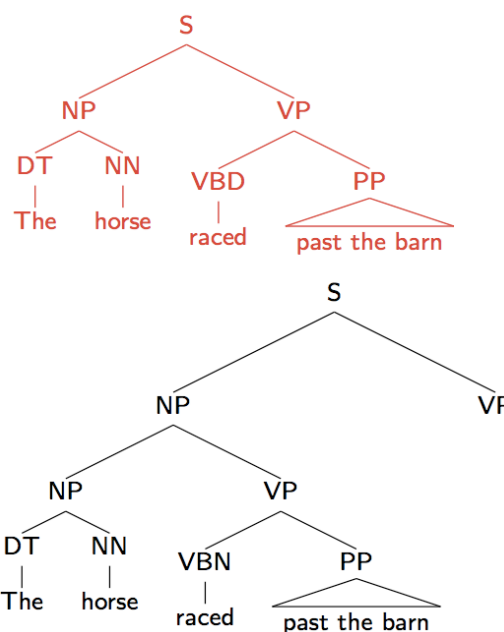 S
NP VP
DT NN VBD PP
The horse raced past the barn
S
NP VP
NP VP
DT NN VBN PP
The horse raced past the barn